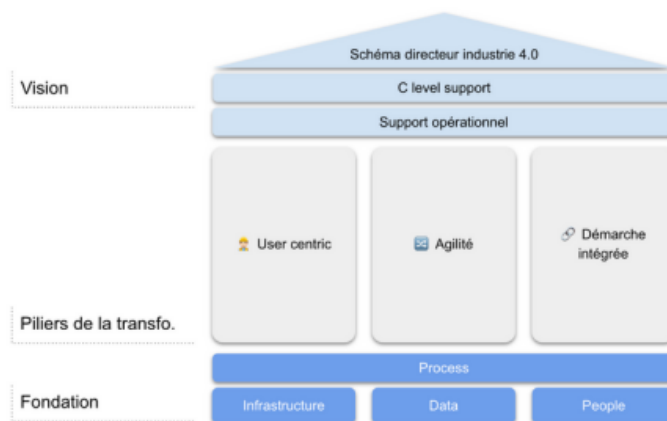 Schéma directeur industrie 4.0
Vision
C level support
Support opérationnel
User centric
Agilité
Démarche
intégrée
Piliers de la transfo.
Process
Fondation
Infrastructure
Data
People